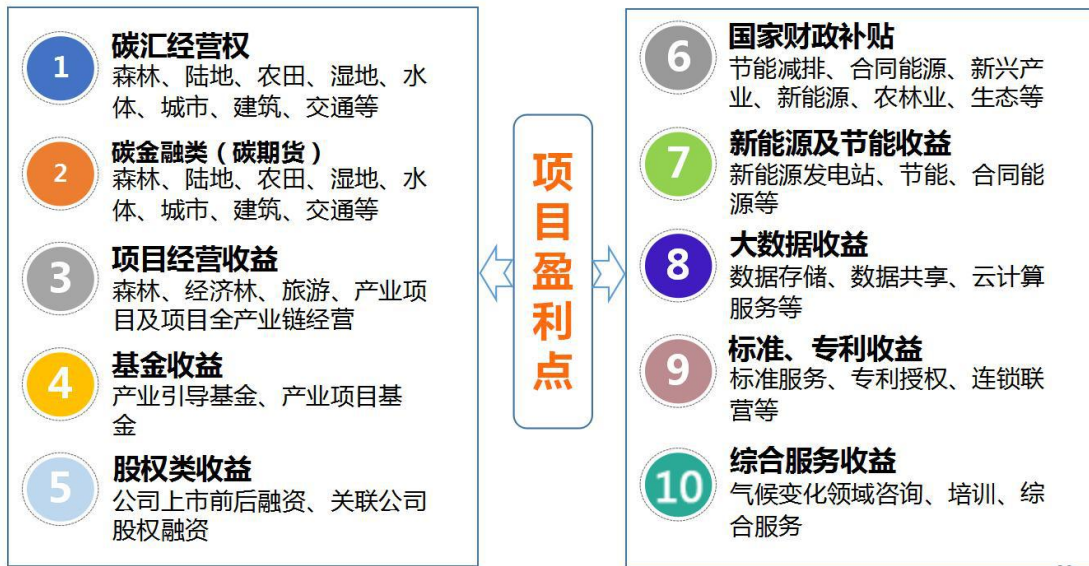 1
碳汇经营权
森林、陆地、农田、湿地、水
体、城市、建筑、交通等
2
碳金融类（碳期货）
森林、陆地、农田、湿地、水
体、城市、建筑、交通等
3
项目经营收益
森林、经济林、旅游、产业项
目及项目全产业链经营
4
基金收益
产业引导基金、产业项目基
金
5
股权类收益
公司上市前后融资、关联公司
股权融资
项
目
盈
利
点
6
国家财政补贴
节能减排、合同能源、新兴产
业、新能源、农林业、生态等
7
新能源及节能收益
新能源发电站、节能、合同能
源等
8
大数据收益
数据存储、数据共享、云计算
服务等
9
标准、专利收益
标准服务、专利授权、连锁联
营等
10
综合服务收益
气候变化领域咨询、培训、综
合服务